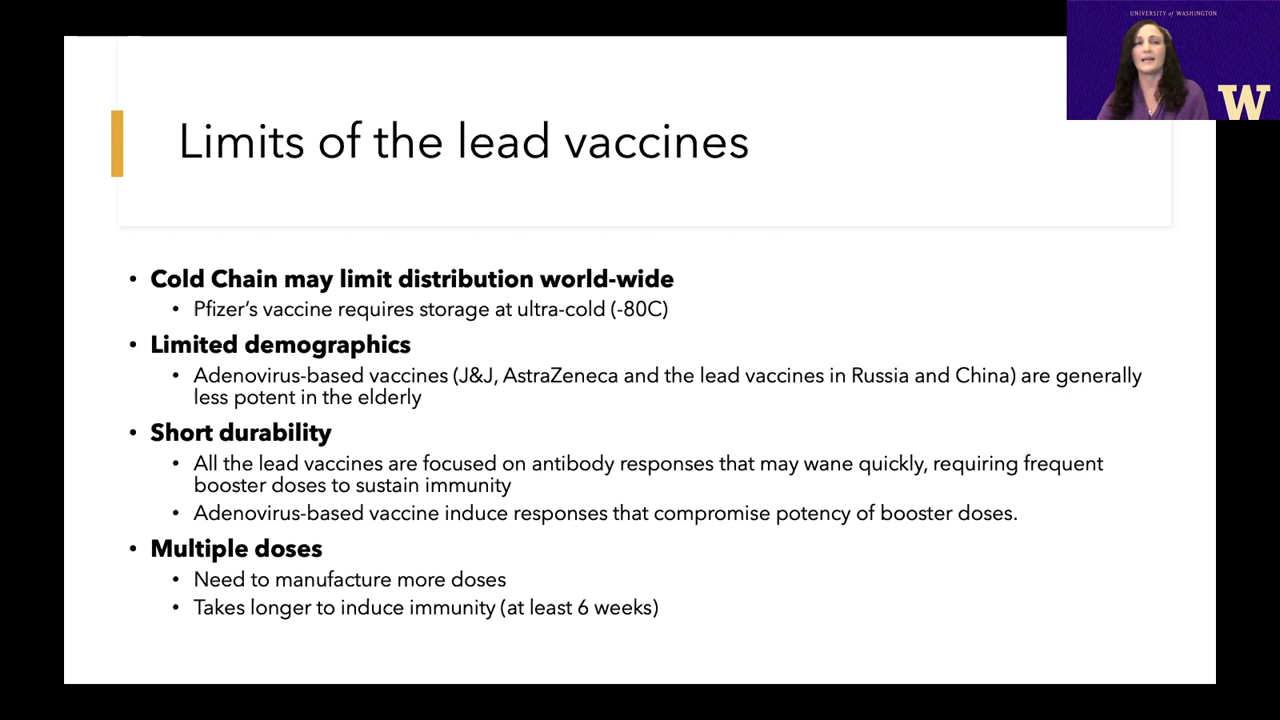 UNIVERSITY of WASHINGTON
W
Limits of the lead vaccines
• Cold Chain may limit distribution world-wide
• Pfizer's vaccine requires storage at ultra-cold (-80C)
• Limited demographics
• Adenovirus-based vaccines (J&J, AstraZeneca and the lead vaccines in Russia and China) are generally
less potent in the elderly
• Short durability
• All the lead vaccines are focused on antibody responses that may wane quickly, requiring frequent
booster doses to sustain immunity
• Adenovirus-based vaccine induce responses that compromise potency of booster doses.
• Multiple doses
• Need to manufacture more doses
• Takes longer to induce immunity (at least 6 weeks)